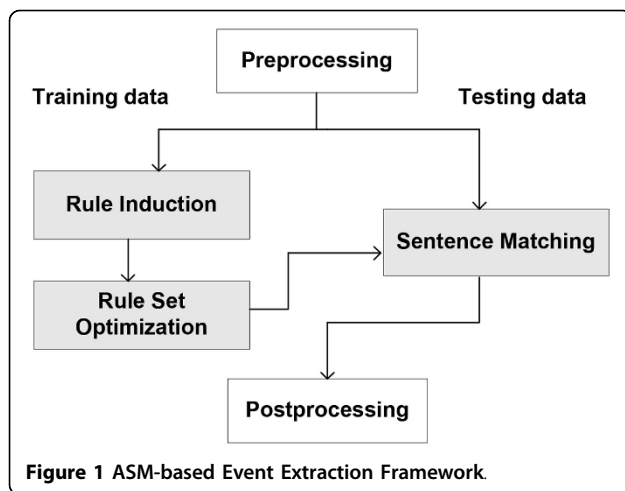 Preprocessing
Training data
Testing data
Rule Induction
Sentence Matching
Rule Set
Optimization
Postprocessing
Figure 1 ASM-based Event Extraction Framework.